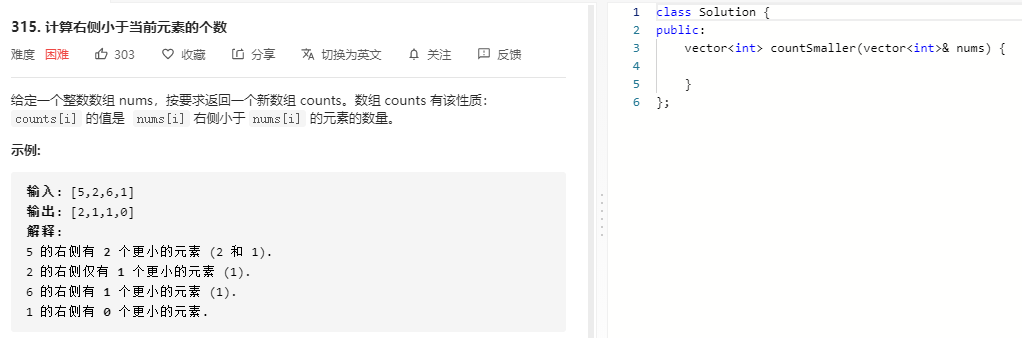 315. 计算右侧小于当前元素的个数
难度 困难 303 收藏 分享 切换为英文 关注 反馈
给定一个整数数组 nums，按要求返回一个新数组 counts。数组 counts 有该性质：
counts[i] 的值是 nums[i] 右侧小于 nums[i] 的元素的数量。
示例:
输入: [5,2,6,1]
输出: [2,1,1,0]
解释:
5 的右侧有 2 个更小的元素 (2 和 1).
2 的右侧仅有 1 个更小的元素 (1).
6 的右侧有 1 个更小的元素 (1).
1 的右侧有 0 个更小的元素.
1 class Solution {
2 public:
3     vector<int> countSmaller(vector<int>& nums) {
4
5     }
6 };